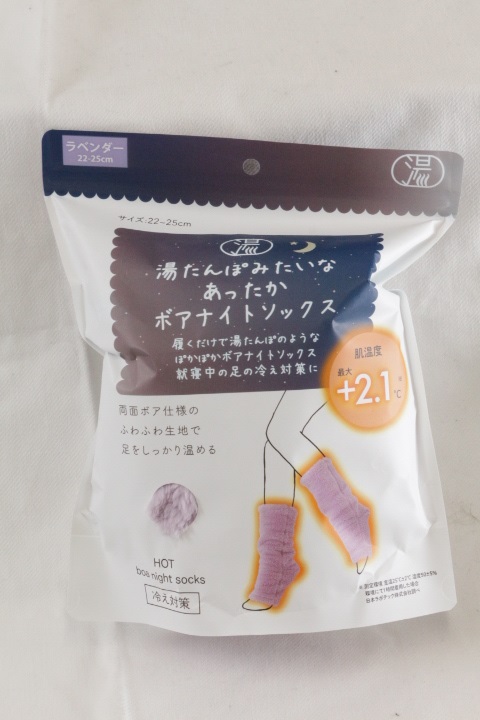 ラベンダー
22-25cm
湯
サイズ:22~25cm
湯
湯たんぽみたいな
あったか
ボアナイトソックス
履くだけで湯たんぽのような
ぽかぽかボアナイトソックス
就寝中の足の冷え対策に
肌温度
最大
+2.1℃
※
両面ボア仕様の
ふわふわ生地で
足をしっかり温める
HOT
boa night socks
冷え対策